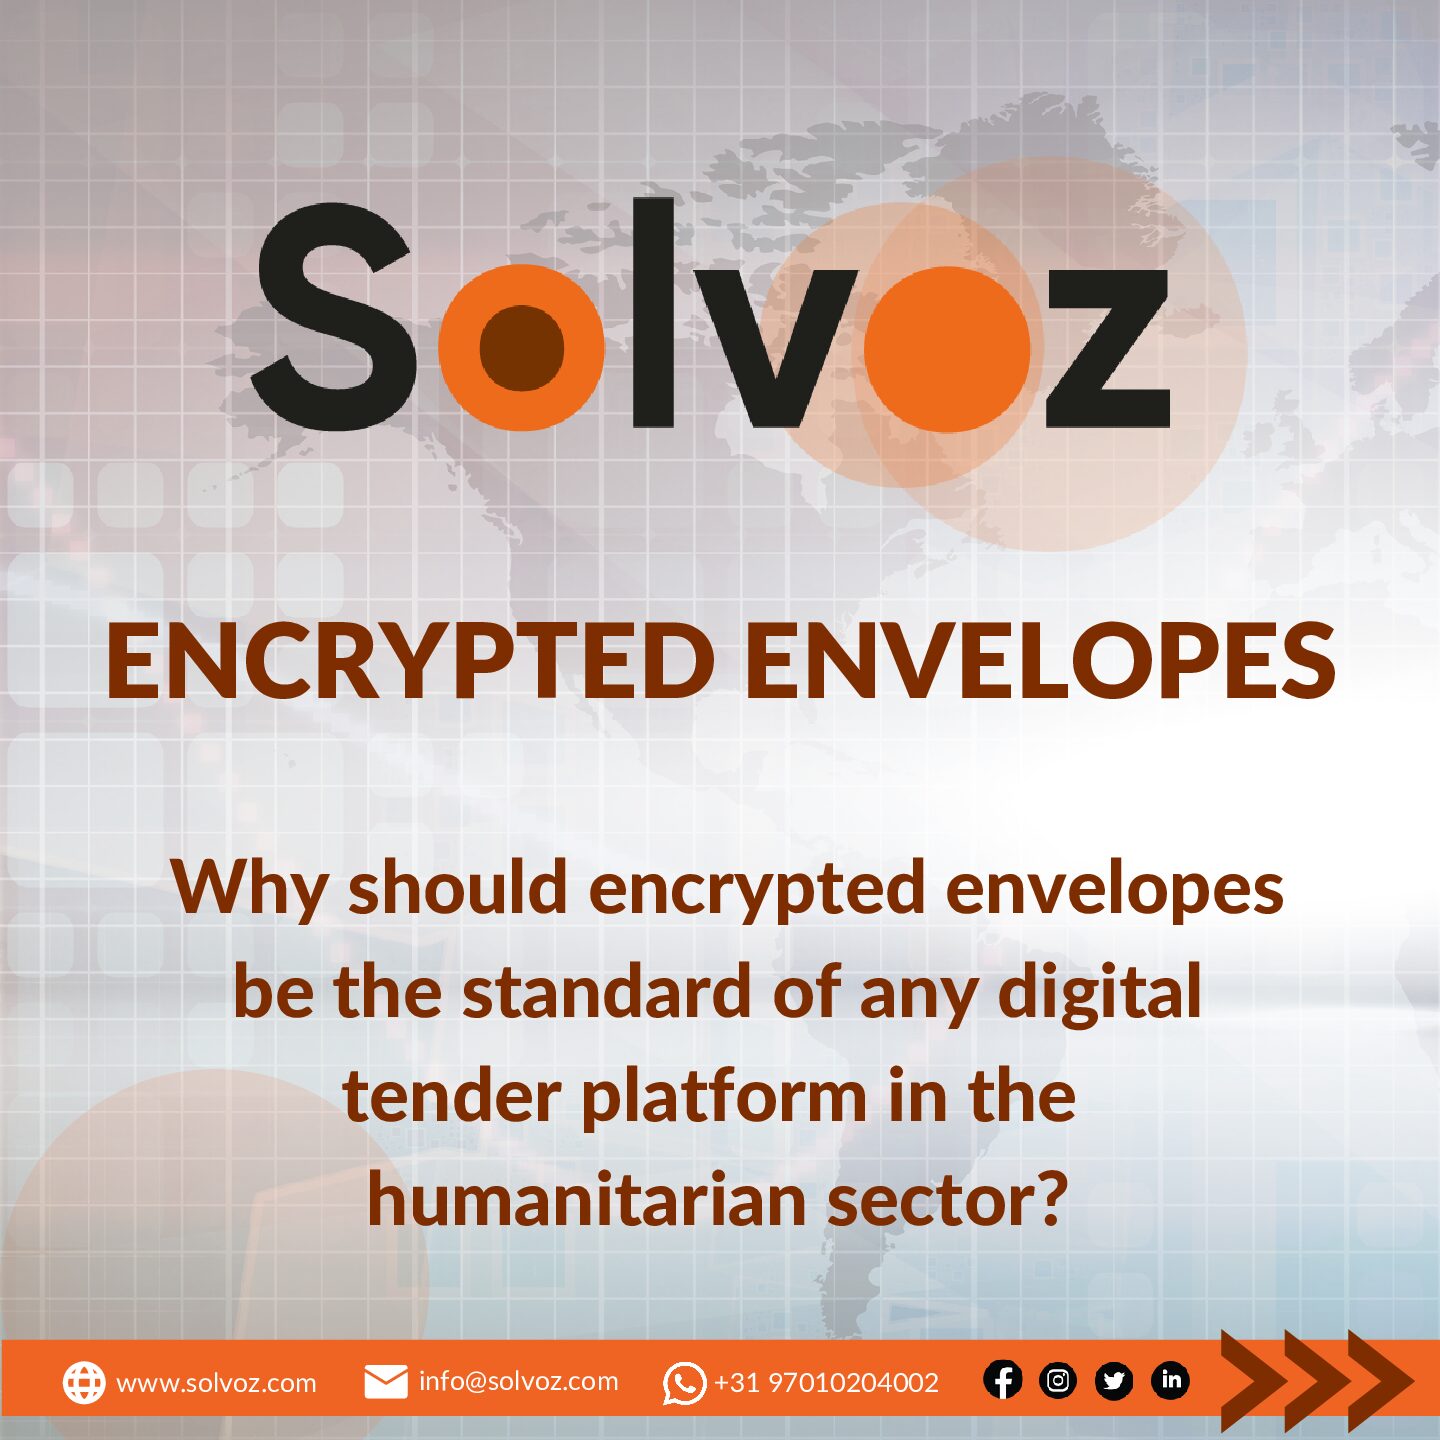 Solvoz
ENCRYPTED ENVELOPES
Why should encrypted envelopes
be the standard of any digital
tender platform in the
humanitarian sector?
www.solvoz.com info@solvoz.com +31 97010204002